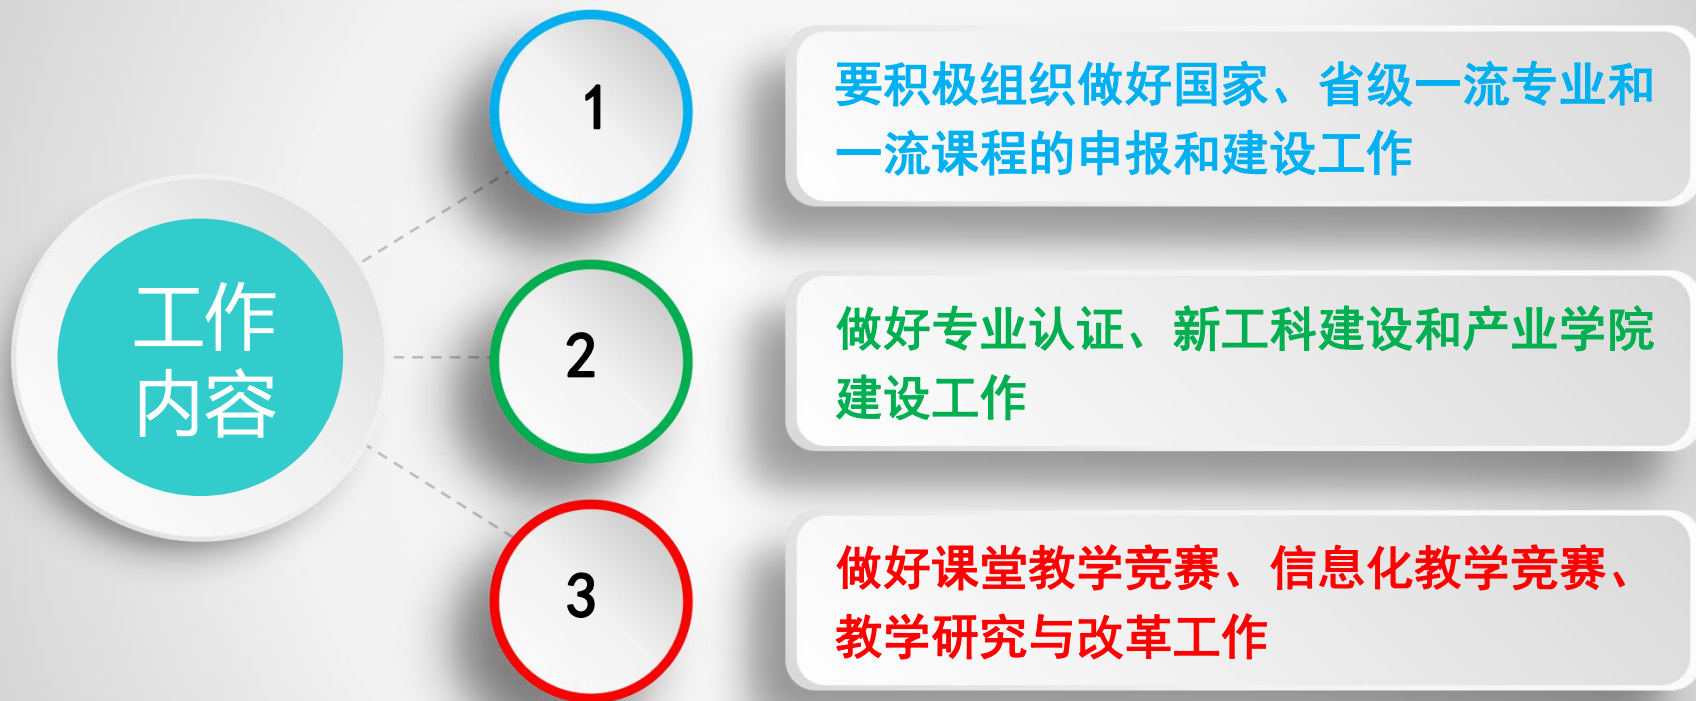 工作
内容
1
要积极组织做好国家、省级一流专业和
一流课程的申报和建设工作
2
做好专业认证、新工科建设和产业学院
建设工作
3
做好课堂教学竞赛、信息化教学竞赛、
教学研究与改革工作